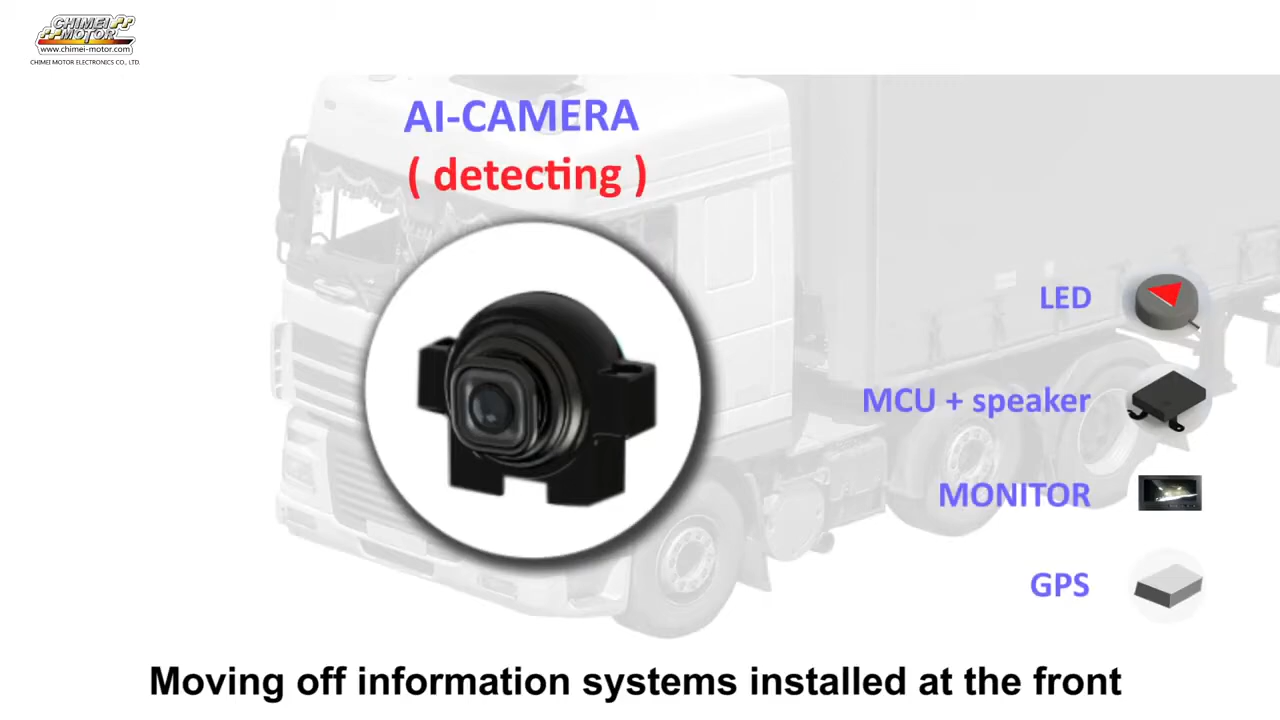 CHIMEI
MOTOR
www.chimei-motor.com
CHIMEI MOTOR ELECTRONICS CO., LTD.
AI-CAMERA
( detecting )
LED
MCU + speaker
MONITOR
GPS
Moving off information systems installed at the front